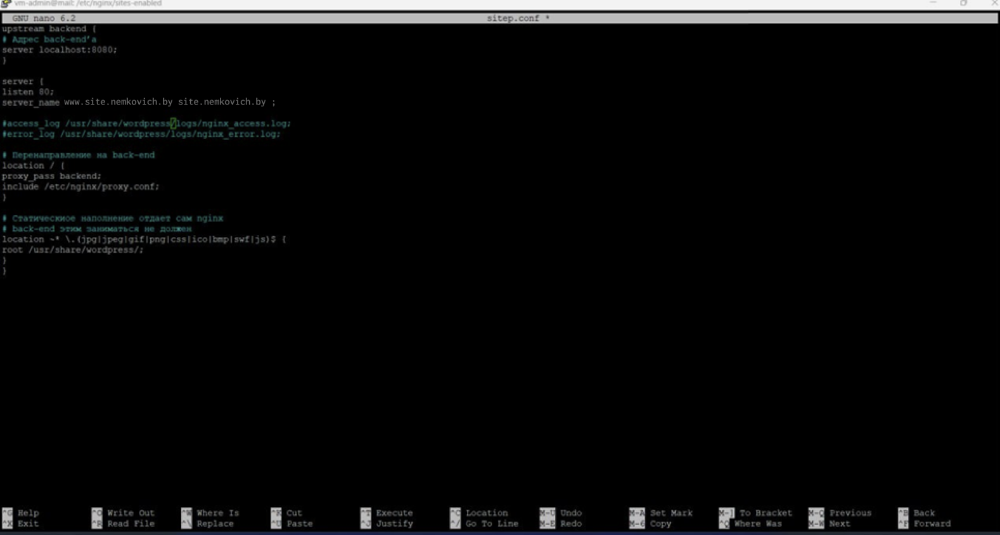 vm-admin@mail: /etc/nginx/sites-enabled
GNU nano 6.2 sitep.conf *
upstream backend {
# Адрес back-end'а
server localhost:8080;
}
server {
listen 80;
server_name www.site.nemkovich.by site.nemkovich.by ;
#access_log /usr/share/wordpress/logs/nginx_access.log;
#error_log /usr/share/wordpress/logs/nginx_error.log;
# Перенаправление на back-end
location / {
proxy_pass backend;
include /etc/nginx/proxy.conf;
}
# Статическиое наполнение отдает сам nginx
# back-end этим заниматься не должен
location ~* \.(jpg|jpeg|gif|png|css|ico|bmp|swf|js)$ {
root /usr/share/wordpress/;
}
}
^G Help ^O Write Out ^W Where Is ^K Cut ^T Execute ^C Location M-U Undo M-A Set Mark M-] To Bracket M-Q Previous ^B Back
^X Exit ^R Read File ^\ Replace ^U Paste ^J Justify ^/ Go To Line M-E Redo M-6 Copy ^Q Where Was M-W Next ^F Forward